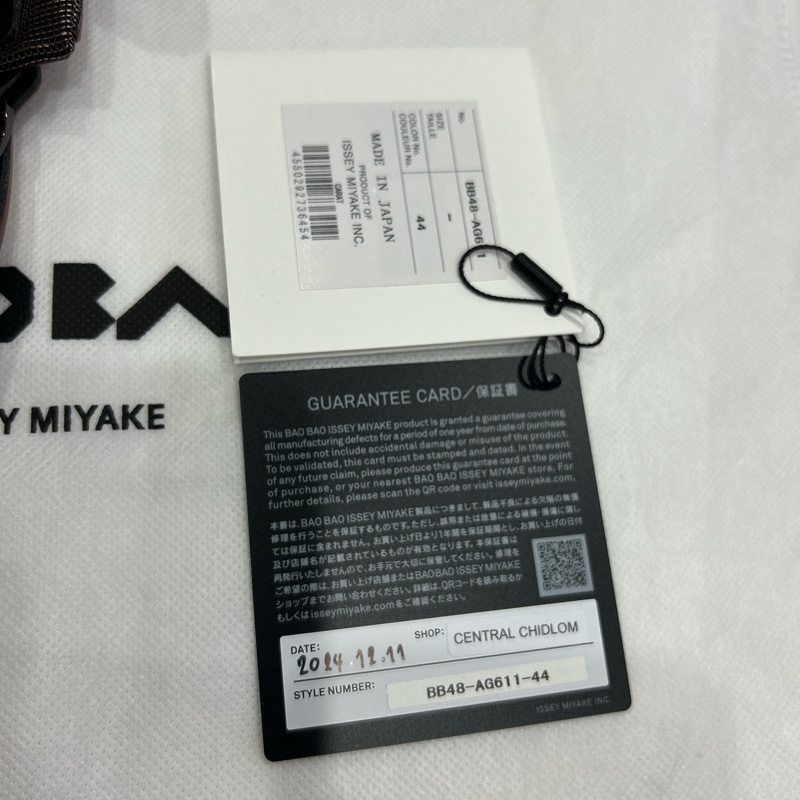 No.
BB48-AG611
SIZE
TAILLE
-
COLOR No.
COULEUR No.
44
MADE IN JAPAN
PRODUCT OF
ISSEY MIYAKE INC.
CARAT
4550292736454
OBA
Y MIYAKE
GUARANTEE CARD/保証書
This BAO BAO ISSEY MIYAKE product is granted a guarantee covering
all manufacturing defects for a period of one year from date of purchase.
This does not include accidental damage or misuse of the product.
To be validated, this card must be stamped and dated. In the event
of any future claim, please produce this guarantee card at the point
of purchase, or your nearest BAO BAO ISSEY MIYAKE store. For
further details, please scan the QR code or visit isseymiyake.com.
本書は、BAO BAO ISSEY MIYAKE製品につきまして、製品不良による欠陥の無償
修理を行うことを保証するものです。ただし、誤用または放置による破損・損傷に関し
ては保証に含まれません。お買い上げ日より1年間を保証期間とし、お買い上げの日付
及び店舗名が記載されているものが有効となります。本保証書は
再発行いたしませんので、お手元で大切に保管してください。修理を
ご希望の際は、お買い上げ店舗またはBAO BAO ISSEY MIYAKE
ショップまでお問い合わせください。詳細は、QRコードを読み取るか
もしくはisseymiyake.comをご確認ください。
DATE: 2024.12.11 SHOP: CENTRAL CHIDLOM
STYLE NUMBER: BB48-AG611-44
ISSEY MIYAKE INC.